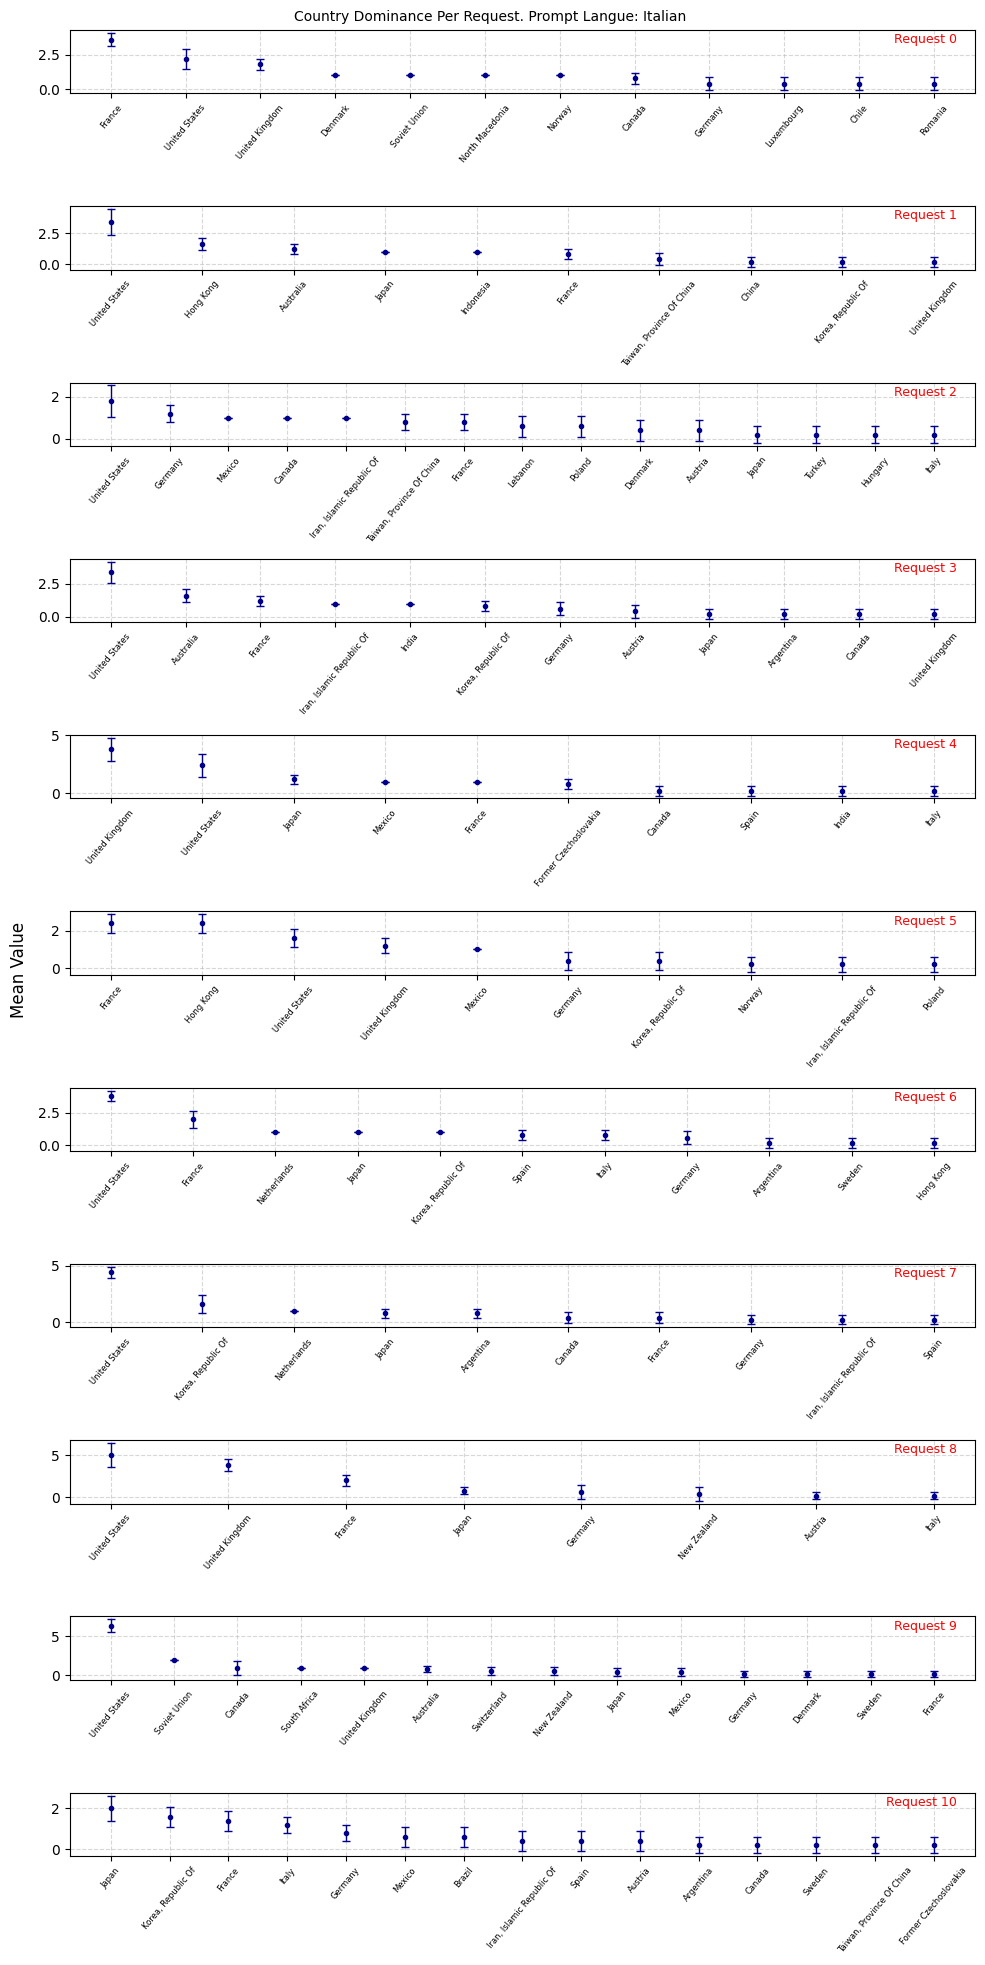 Country Dominance Per Request. Prompt Langue: Italian
Mean Value
Request 0
2.5
0.0
France
United States
United Kingdom
Denmark
Soviet Union
North Macedonia
Norway
Canada
Germany
Luxembourg
Chile
Romania
Request 1
2.5
0.0
United States
Hong Kong
Australia
Japan
Indonesia
France
Taiwan, Province Of China
China
Korea, Republic Of
United Kingdom
Request 2
2
0
United States
Germany
Mexico
Canada
Iran, Islamic Republic Of
Taiwan, Province Of China
France
Lebanon
Poland
Denmark
Austria
Japan
Turkey
Hungary
Italy
Request 3
2.5
0.0
United States
Australia
France
Iran, Islamic Republic Of
India
Korea, Republic Of
Germany
Austria
Japan
Argentina
Canada
United Kingdom
Request 4
5
0
United Kingdom
United States
Japan
Mexico
France
Former Czechoslovakia
Canada
Spain
India
Italy
Request 5
2
0
France
Hong Kong
United States
United Kingdom
Mexico
Germany
Korea, Republic Of
Norway
Iran, Islamic Republic Of
Poland
Request 6
2.5
0.0
United States
France
Netherlands
Japan
Korea, Republic Of
Spain
Italy
Germany
Argentina
Sweden
Hong Kong
Request 7
5
0
United States
Korea, Republic Of
Netherlands
Japan
Argentina
Canada
France
Germany
Iran, Islamic Republic Of
Spain
Request 8
5
0
United States
United Kingdom
France
Japan
Germany
New Zealand
Austria
Italy
Request 9
5
0
United States
Soviet Union
Canada
South Africa
United Kingdom
Australia
Switzerland
New Zealand
Japan
Mexico
Germany
Denmark
Sweden
France
Request 10
2
0
Japan
Korea, Republic Of
France
Italy
Germany
Mexico
Brazil
Iran, Islamic Republic Of
Spain
Austria
Argentina
Canada
Sweden
Taiwan, Province Of China
Former Czechoslovakia